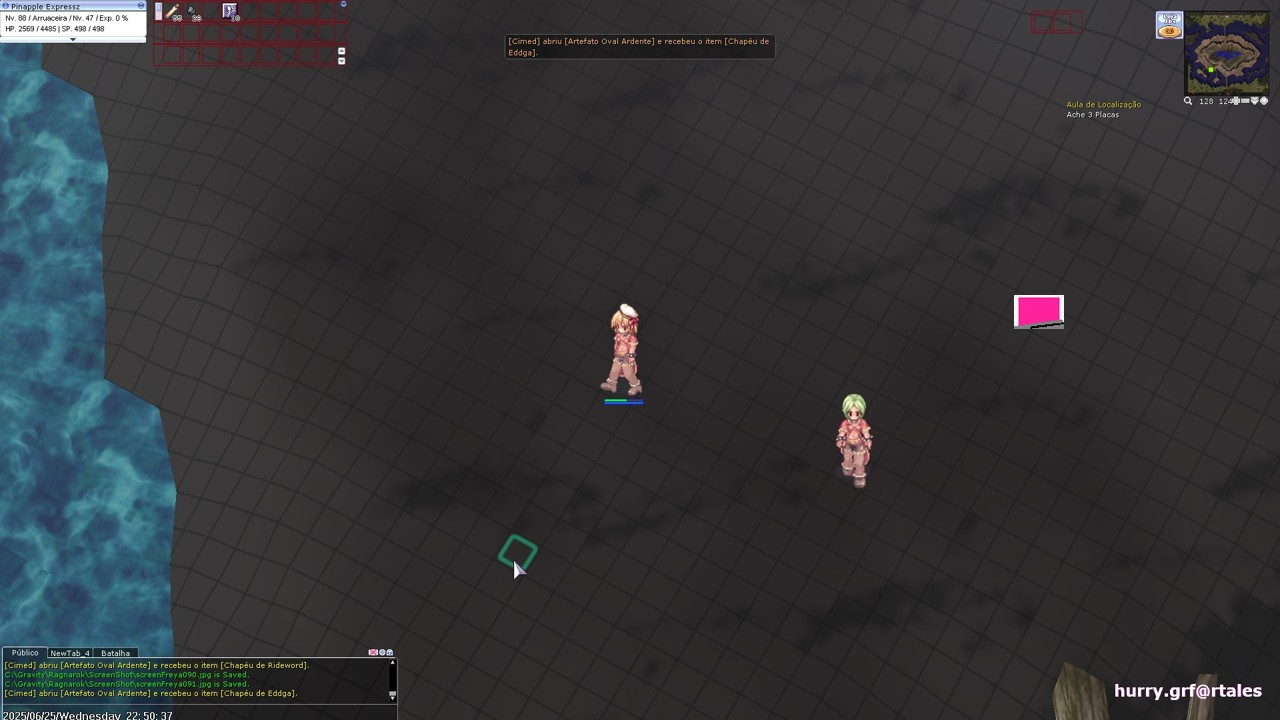 Pinapple Expressz
Nv. 88 / Arruaceira / Nv. 47 / Exp. 0 %
HP. 2569 / 4485 | SP. 498 / 498
[Cimed] abriu [Artefato Oval Ardente] e recebeu o item [Chapéu de
Eddga].
128
Aula de Localização
Ache 3 Placas
Público NewTab_4 Batalha
[Cimed] abriu [Artefato Oval Ardente] e recebeu o item [Chapéu de Rideword].
C:\Gravity\Ragnarok\ScreenShot\screenFreya090.jpg is Saved.
C:\Gravity\Ragnarok\ScreenShot\screenFreya091.jpg is Saved.
[Cimed] abriu [Artefato Oval Ardente] e recebeu o item [Chapéu de Eddga].
2025/06/25/Wednesday 22:50:37
hurry.grf@rtales